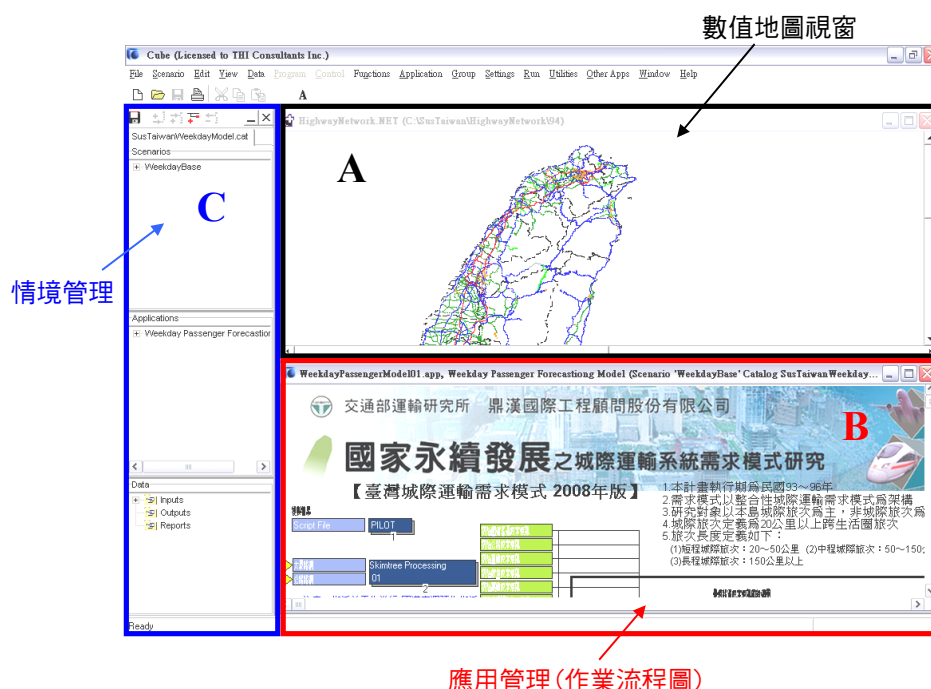 數值地圖視窗
Cube (Licensed to THI Consultants Inc.)
File Scenario Edit View Data Program Control Functions Application Group Settings Run Utilities Other Apps Window Help
A
SusTaiwanWeekdayModel.cat
Scenarios
WeekdayBase
C
情境管理
Applications
Weekday Passenger Forecastior
Data
Inputs
Outputs
Reports
Ready
HighwayNetwork.NET (C:\SusTaiwan\HighwayNetwork\94)
A
WeekdayPassengerModel01.app, Weekday Passenger Forecastiong Model (Scenario 'WeekdayBase' Catalog SusTaiwanWeekday...
交通部運輸研究所 鼎漢國際工程顧問股份有限公司
B
國家永續發展之城際運輸系統需求模式研究
【臺灣城際運輸需求模式 2008年版】
1.本計畫執行期為民國93～96年
2.需求模式以整合性城際運輸需求模式為架構
3.研究對象以本島城際旅次為主，非城際旅次為
4.城際旅次定義為20公里以上跨生活圈旅次
5.旅次長度定義如下：
(1)短程城際旅次：20～50公里 (2)中程城際旅次：50～150
(3)長程城際旅次：150公里以上
Script File
PILOT
1
Skimtree Processing
01
2
應用管理(作業流程圖)